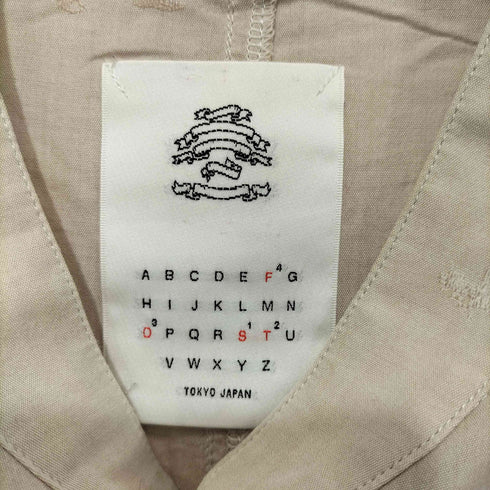 A B C D E F 4 G
H I J K L M N
O 3 P Q R S 1 T 2 U
V W X Y Z
TOKYO JAPAN